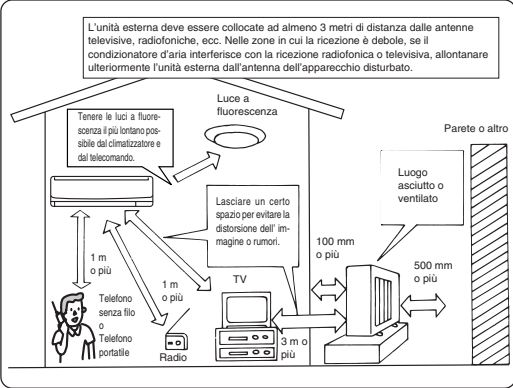 L'unità esterna deve essere collocate ad almeno 3 metri di distanza dalle antenne
televisive, radiofoniche, ecc. Nelle zone in cui la ricezione è debole, se il
condizionatore d'aria interferisce con la ricezione radiofonica o televisiva, allontanare
ulteriormente l'unità esterna dall'antenna dell'apparecchio disturbato.
Luce a
fluorescenza
Tenere le luci a fluore-
scenza il più lontano pos-
sibile dal climatizzatore e
dal telecomando.
Parete o altro
Luogo
asciutto o
ventilato
Lasciare un certo
spazio per evitare la
distorsione dell' im-
magine o rumori.
100 mm
o più
500 mm
o più
1 m
o più
1 m
o più
TV
Telefono
senza filo
o
Telefono
portatile
Radio
3 m o
più